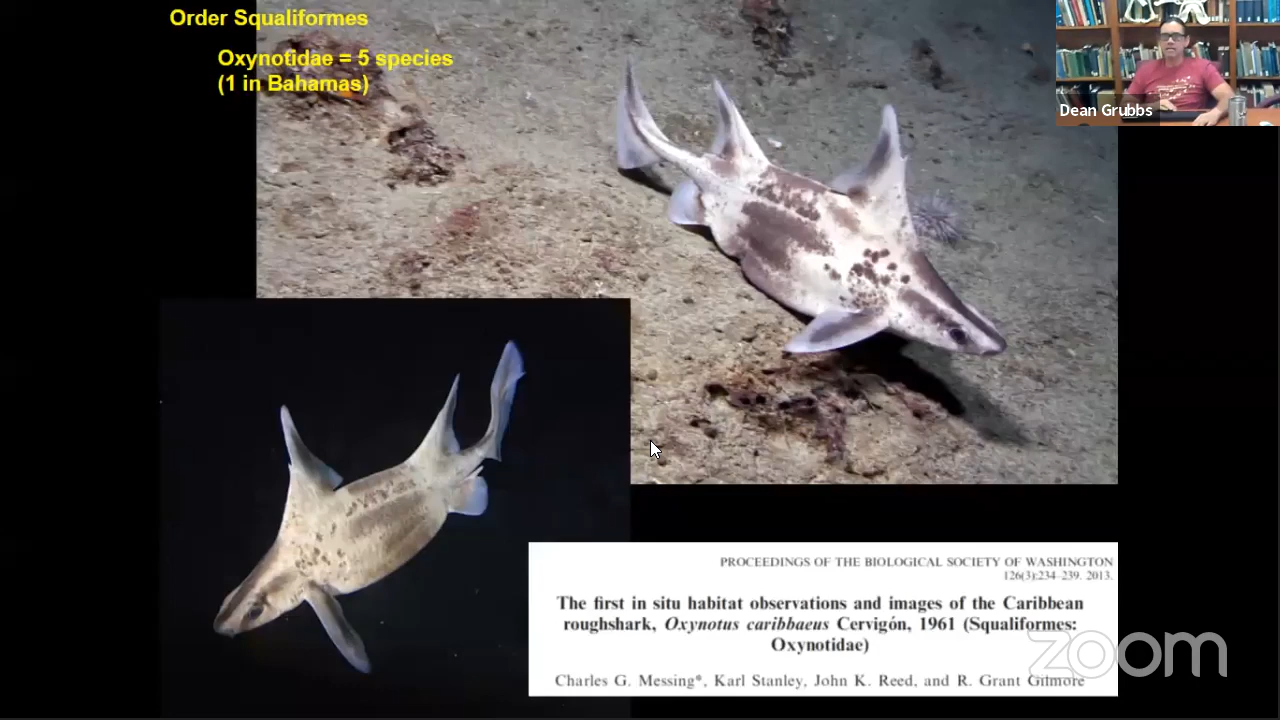 Order Squaliformes
Oxynotidae = 5 species
(1 in Bahamas)
Dean Grubbs
PROCEEDINGS OF THE BIOLOGICAL SOCIETY OF WASHINGTON
126(3):234–239. 2013.
The first in situ habitat observations and images of the Caribbean
roughshark, Oxynotus caribbaeus Cervigón, 1961 (Squaliformes:
Oxynotidae)
Charles G. Messing*, Karl Stanley, John K. Reed, and R. Grant Gilmore
zoom